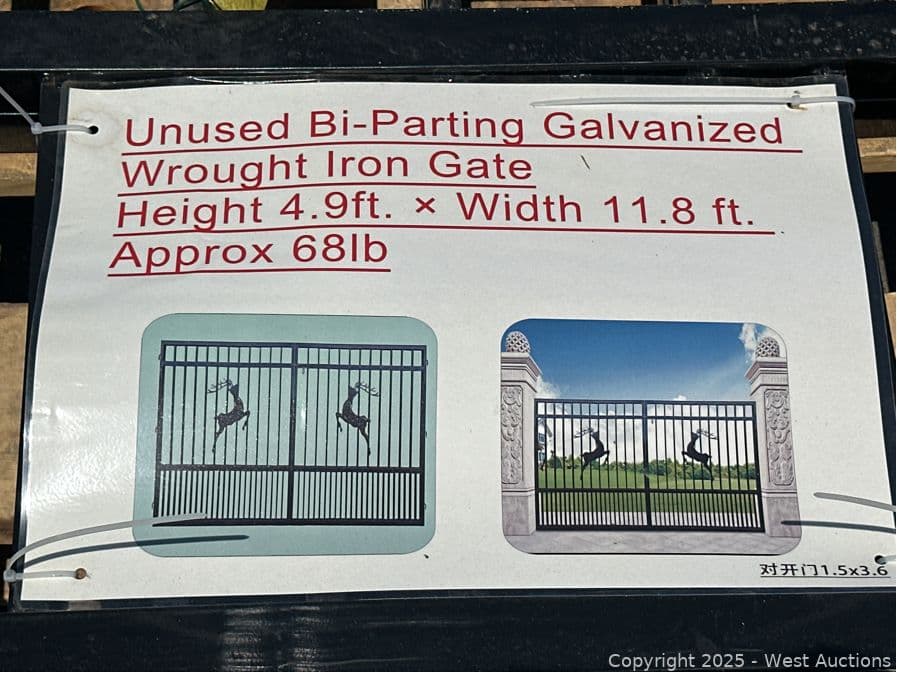 Unused Bi-Parting Galvanized
Wrought Iron Gate
Height 4.9ft. × Width 11.8 ft.
Approx 68lb
对开门1.5x3.6
Copyright 2025 - West Auctions